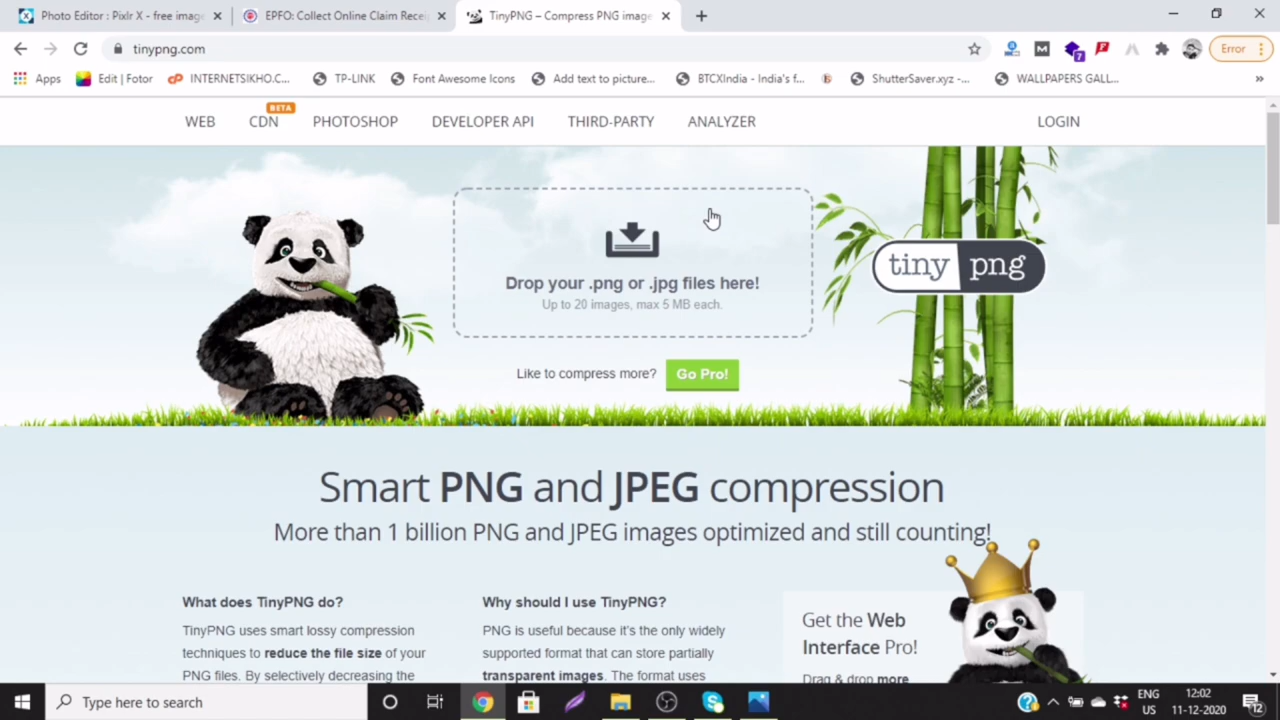 Photo Editor : Pixlr X - free image
EPFO: Collect Online Claim Recei
TinyPNG – Compress PNG image
tinypng.com
7
Error
Apps
Edit | Fotor
INTERNETSIKHO.C...
TP-LINK
Font Awesome Icons
Add text to picture...
BTCXIndia - India's f...
ShutterSaver.xyz -...
WALLPAPERS GALL...
WEB
CDN
BETA
PHOTOSHOP
DEVELOPER API
THIRD-PARTY
ANALYZER
LOGIN
Drop your .png or .jpg files here!
Up to 20 images, max 5 MB each.
tiny png
Like to compress more?
Go Pro!
Smart PNG and JPEG compression
More than 1 billion PNG and JPEG images optimized and still counting!
What does TinyPNG do?
TinyPNG uses smart lossy compression
techniques to reduce the file size of your
PNG files. By selectively decreasing the
Why should I use TinyPNG?
PNG is useful because it's the only widely
supported format that can store partially
transparent images. The format uses
Get the Web
Interface Pro!
Drag & drop more
Type here to search
ENG
US
12:02
11-12-2020
12